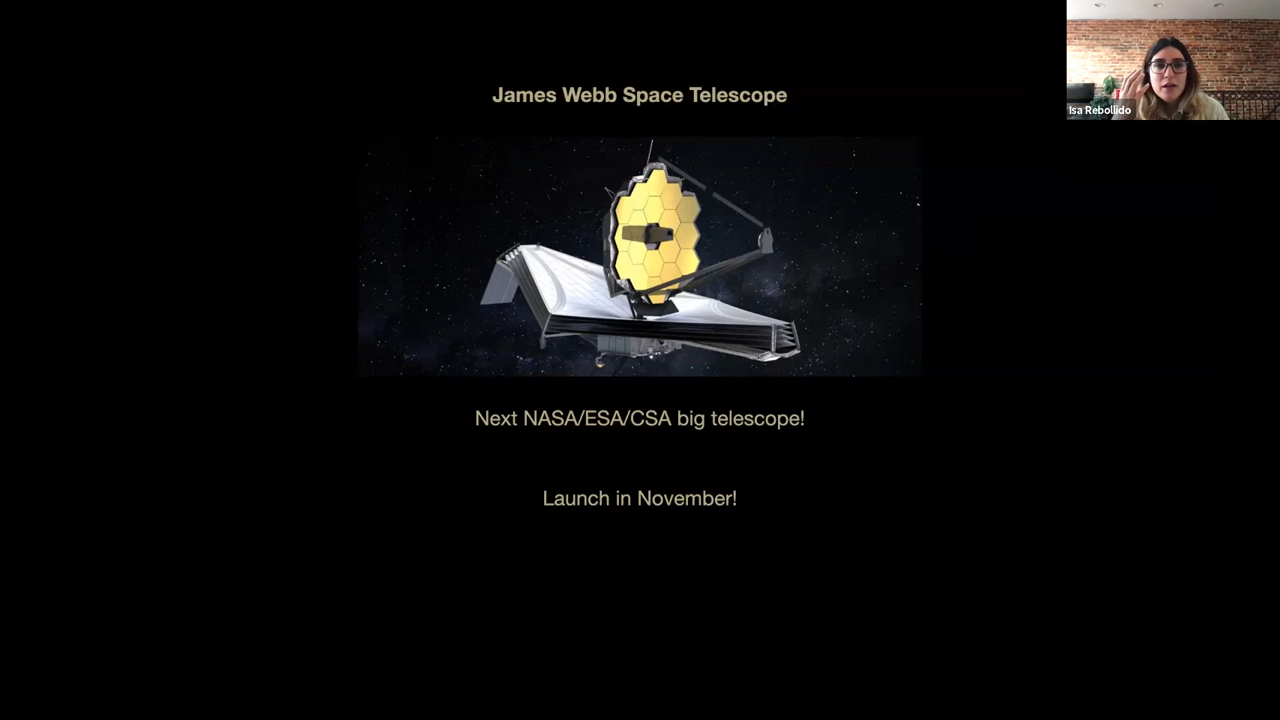 James Webb Space Telescope
Isa Rebollido
Next NASA/ESA/CSA big telescope!
Launch in November!